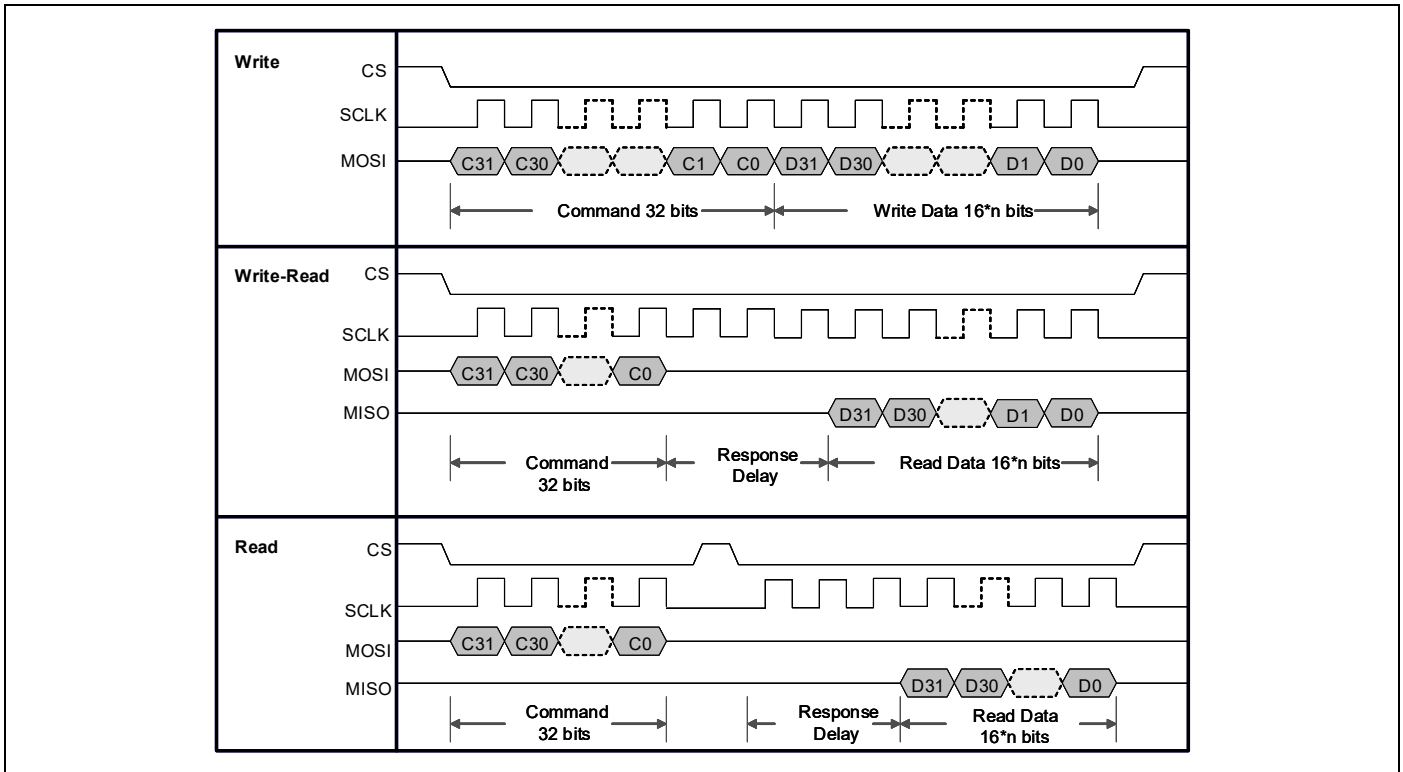 Write
CS
SCLK
MOSI
C31 C30 C1 C0 D31 D30 D1 D0
Command 32 bits
Write Data 16*n bits
Write-Read
CS
SCLK
MOSI
C31 C30 C0
MISO
D31 D30 D1 D0
Command
32 bits
Response
Delay
Read Data 16*n bits
Read
CS
SCLK
MOSI
C31 C30 C0
MISO
D31 D30 D0
Command
32 bits
Response
Delay
Read Data
16*n bits